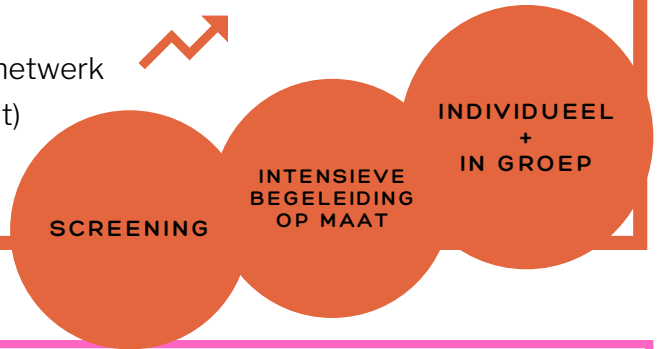 netwerk
t)
SCREENING
INTENSIEVE
BEGELEIDING
OP MAAT
INDIVIDUEEL
+
IN GROEP